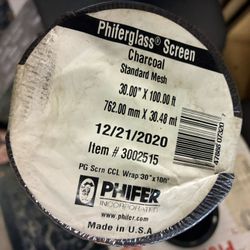 Phiferglass® Screen
Charcoal
Standard Mesh
30.00" X 100.00 ft
762.00 mm X 30.48 mt
12/21/2020
Item # 3002515
PG Scrn CCL Wrap 30"x100'
PHIFER
INCORPORATED
www.phifer.com
Made in U.S.A